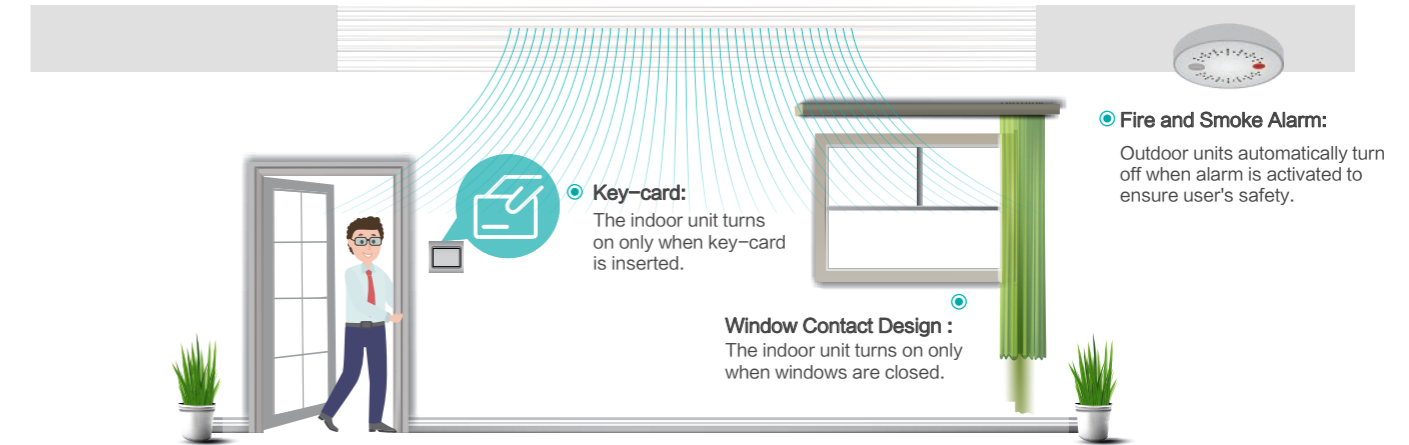 Key-card:
The indoor unit turns
on only when key-card
is inserted.
Window Contact Design :
The indoor unit turns on only
when windows are closed.
Fire and Smoke Alarm:
Outdoor units automatically turn
off when alarm is activated to
ensure user's safety.